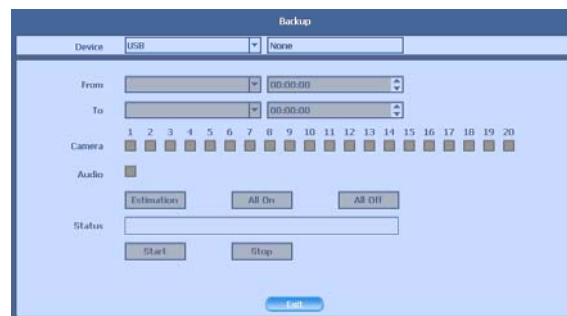 Backup
Device USB None
From 00:00:00
To 00:00:00
1 2 3 4 5 6 7 8 9 10 11 12 13 14 15 16 17 18 19 20
Camera
Audio
Estimation All On All Off
Status
Start Stop
Exit